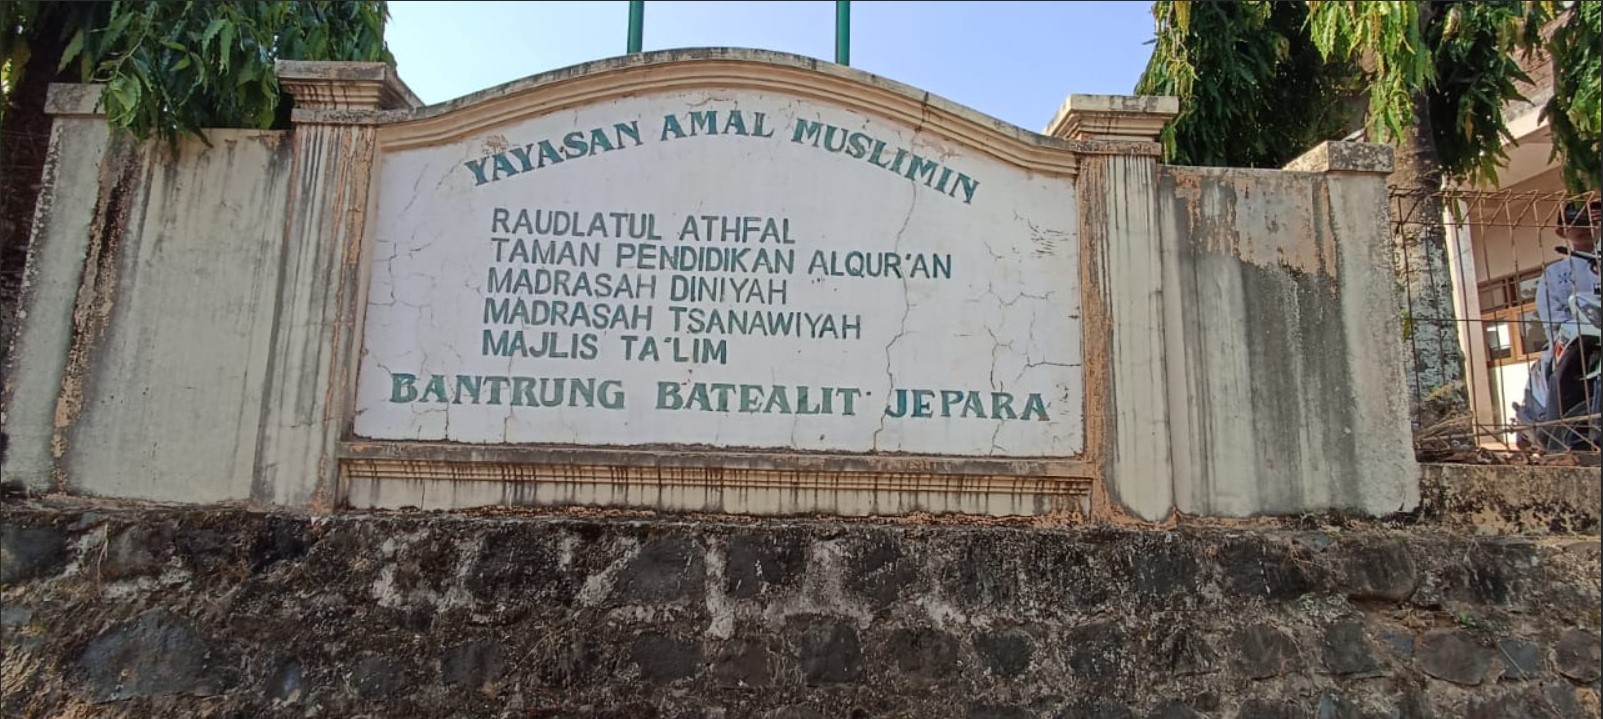 YAYASAN AMAL MUSLIMIN
RAUDLATUL ATHFAL
TAMAN PENDIDIKAN ALQUR'AN
MADRASAH DINIYAH
MADRASAH TSANAWIYAH
MAJLIS TA'LIM
BANTRUNG BATEALIT JEPARA